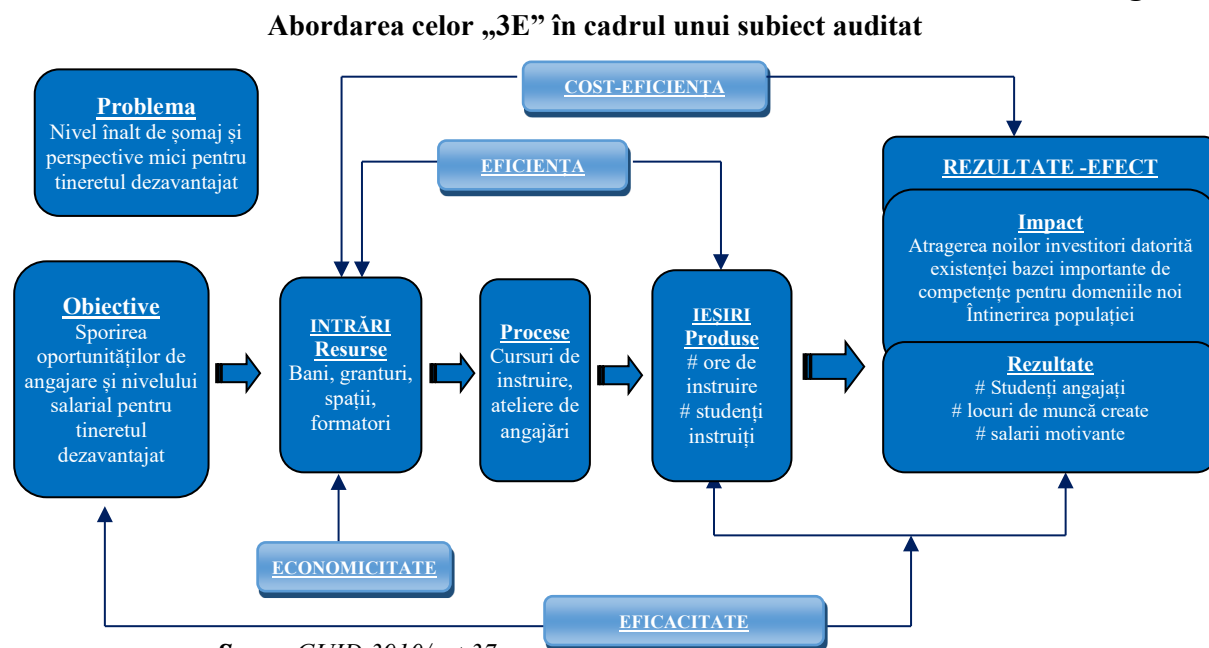 Abordarea celor „3E” în cadrul unui subiect auditat
COST-EFICIENȚA
Problema
Nivel înalt de șomaj și
perspective mici pentru
tineretul dezavantajat
EFICIENȚA
REZULTATE -EFECT
Impact
Atragerea noilor investitori datorită
existenței bazei importante de
competențe pentru domeniile noi
Întinerirea populației
Obiective
Sporirea
oportunităților de
angajare și nivelului
salarial pentru
tineretul
dezavantajat
INTRĂRI
Resurse
Bani, granturi,
spații,
formatori
Procese
Cursuri de
instruire,
ateliere de
angajări
IEȘIRI
Produse
# ore de
instruire
# studenți
instruiți
Rezultate
# Studenți angajați
# locuri de muncă create
# salarii motivante
ECONOMICITATE
EFICACITATE
GUID 3910/
37